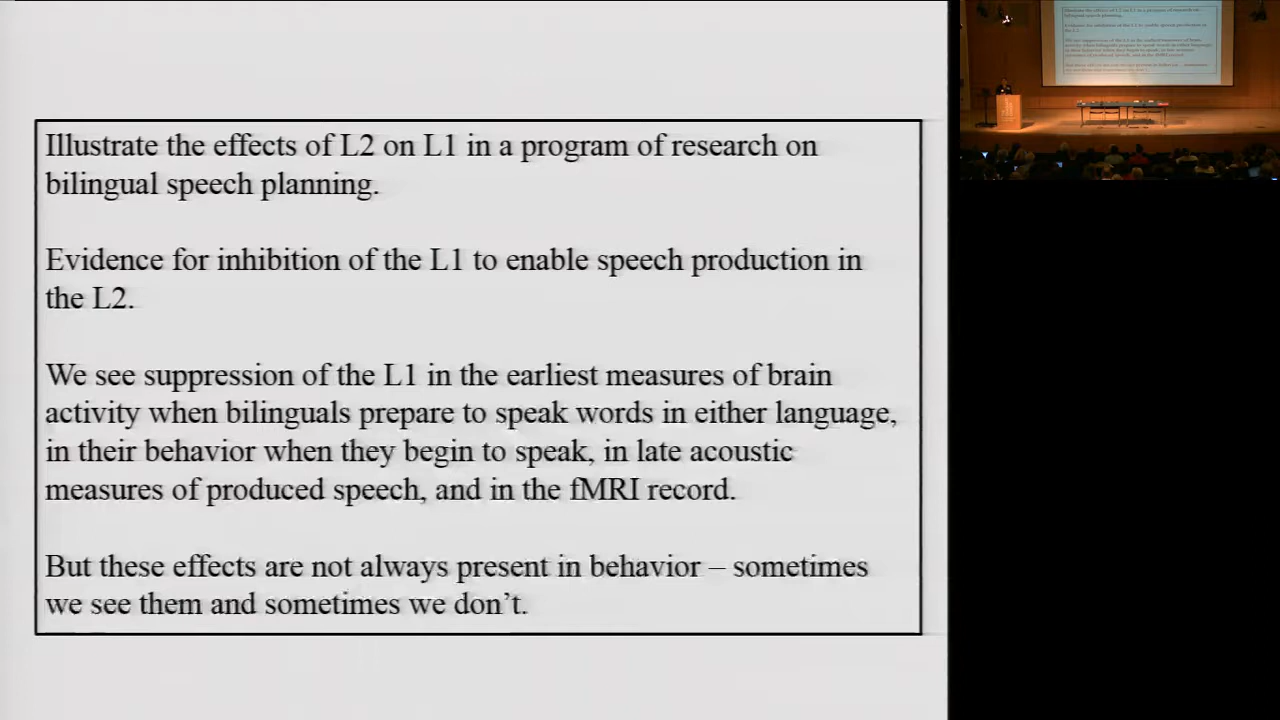 Illustrate the effects of L2 on L1 in a program of research on
bilingual speech planning.
Evidence for inhibition of the L1 to enable speech production in
the L2.
We see suppression of the L1 in the earliest measures of brain
activity when bilinguals prepare to speak words in either language,
in their behavior when they begin to speak, in late acoustic
measures of produced speech, and in the fMRI record.
But these effects are not always present in behavior – sometimes
we see them and sometimes we don’t.